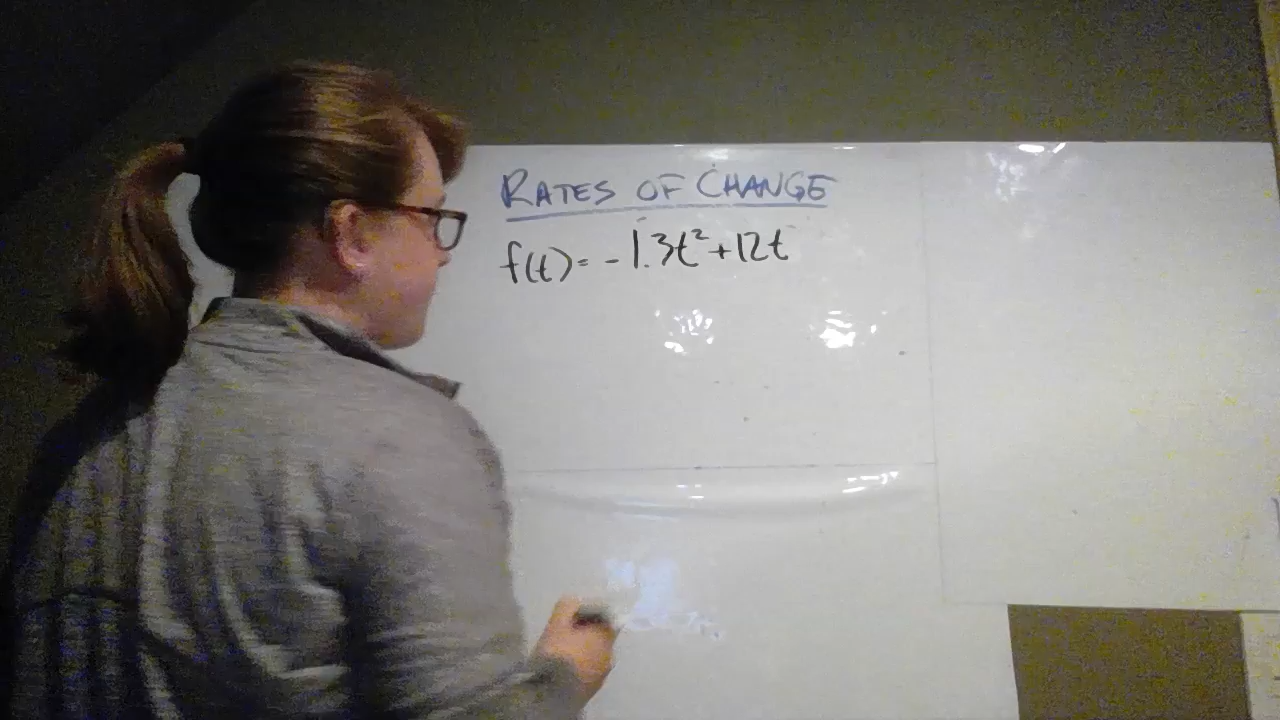 RATES OF CHANGE
f(t)= -1.3t²+12t